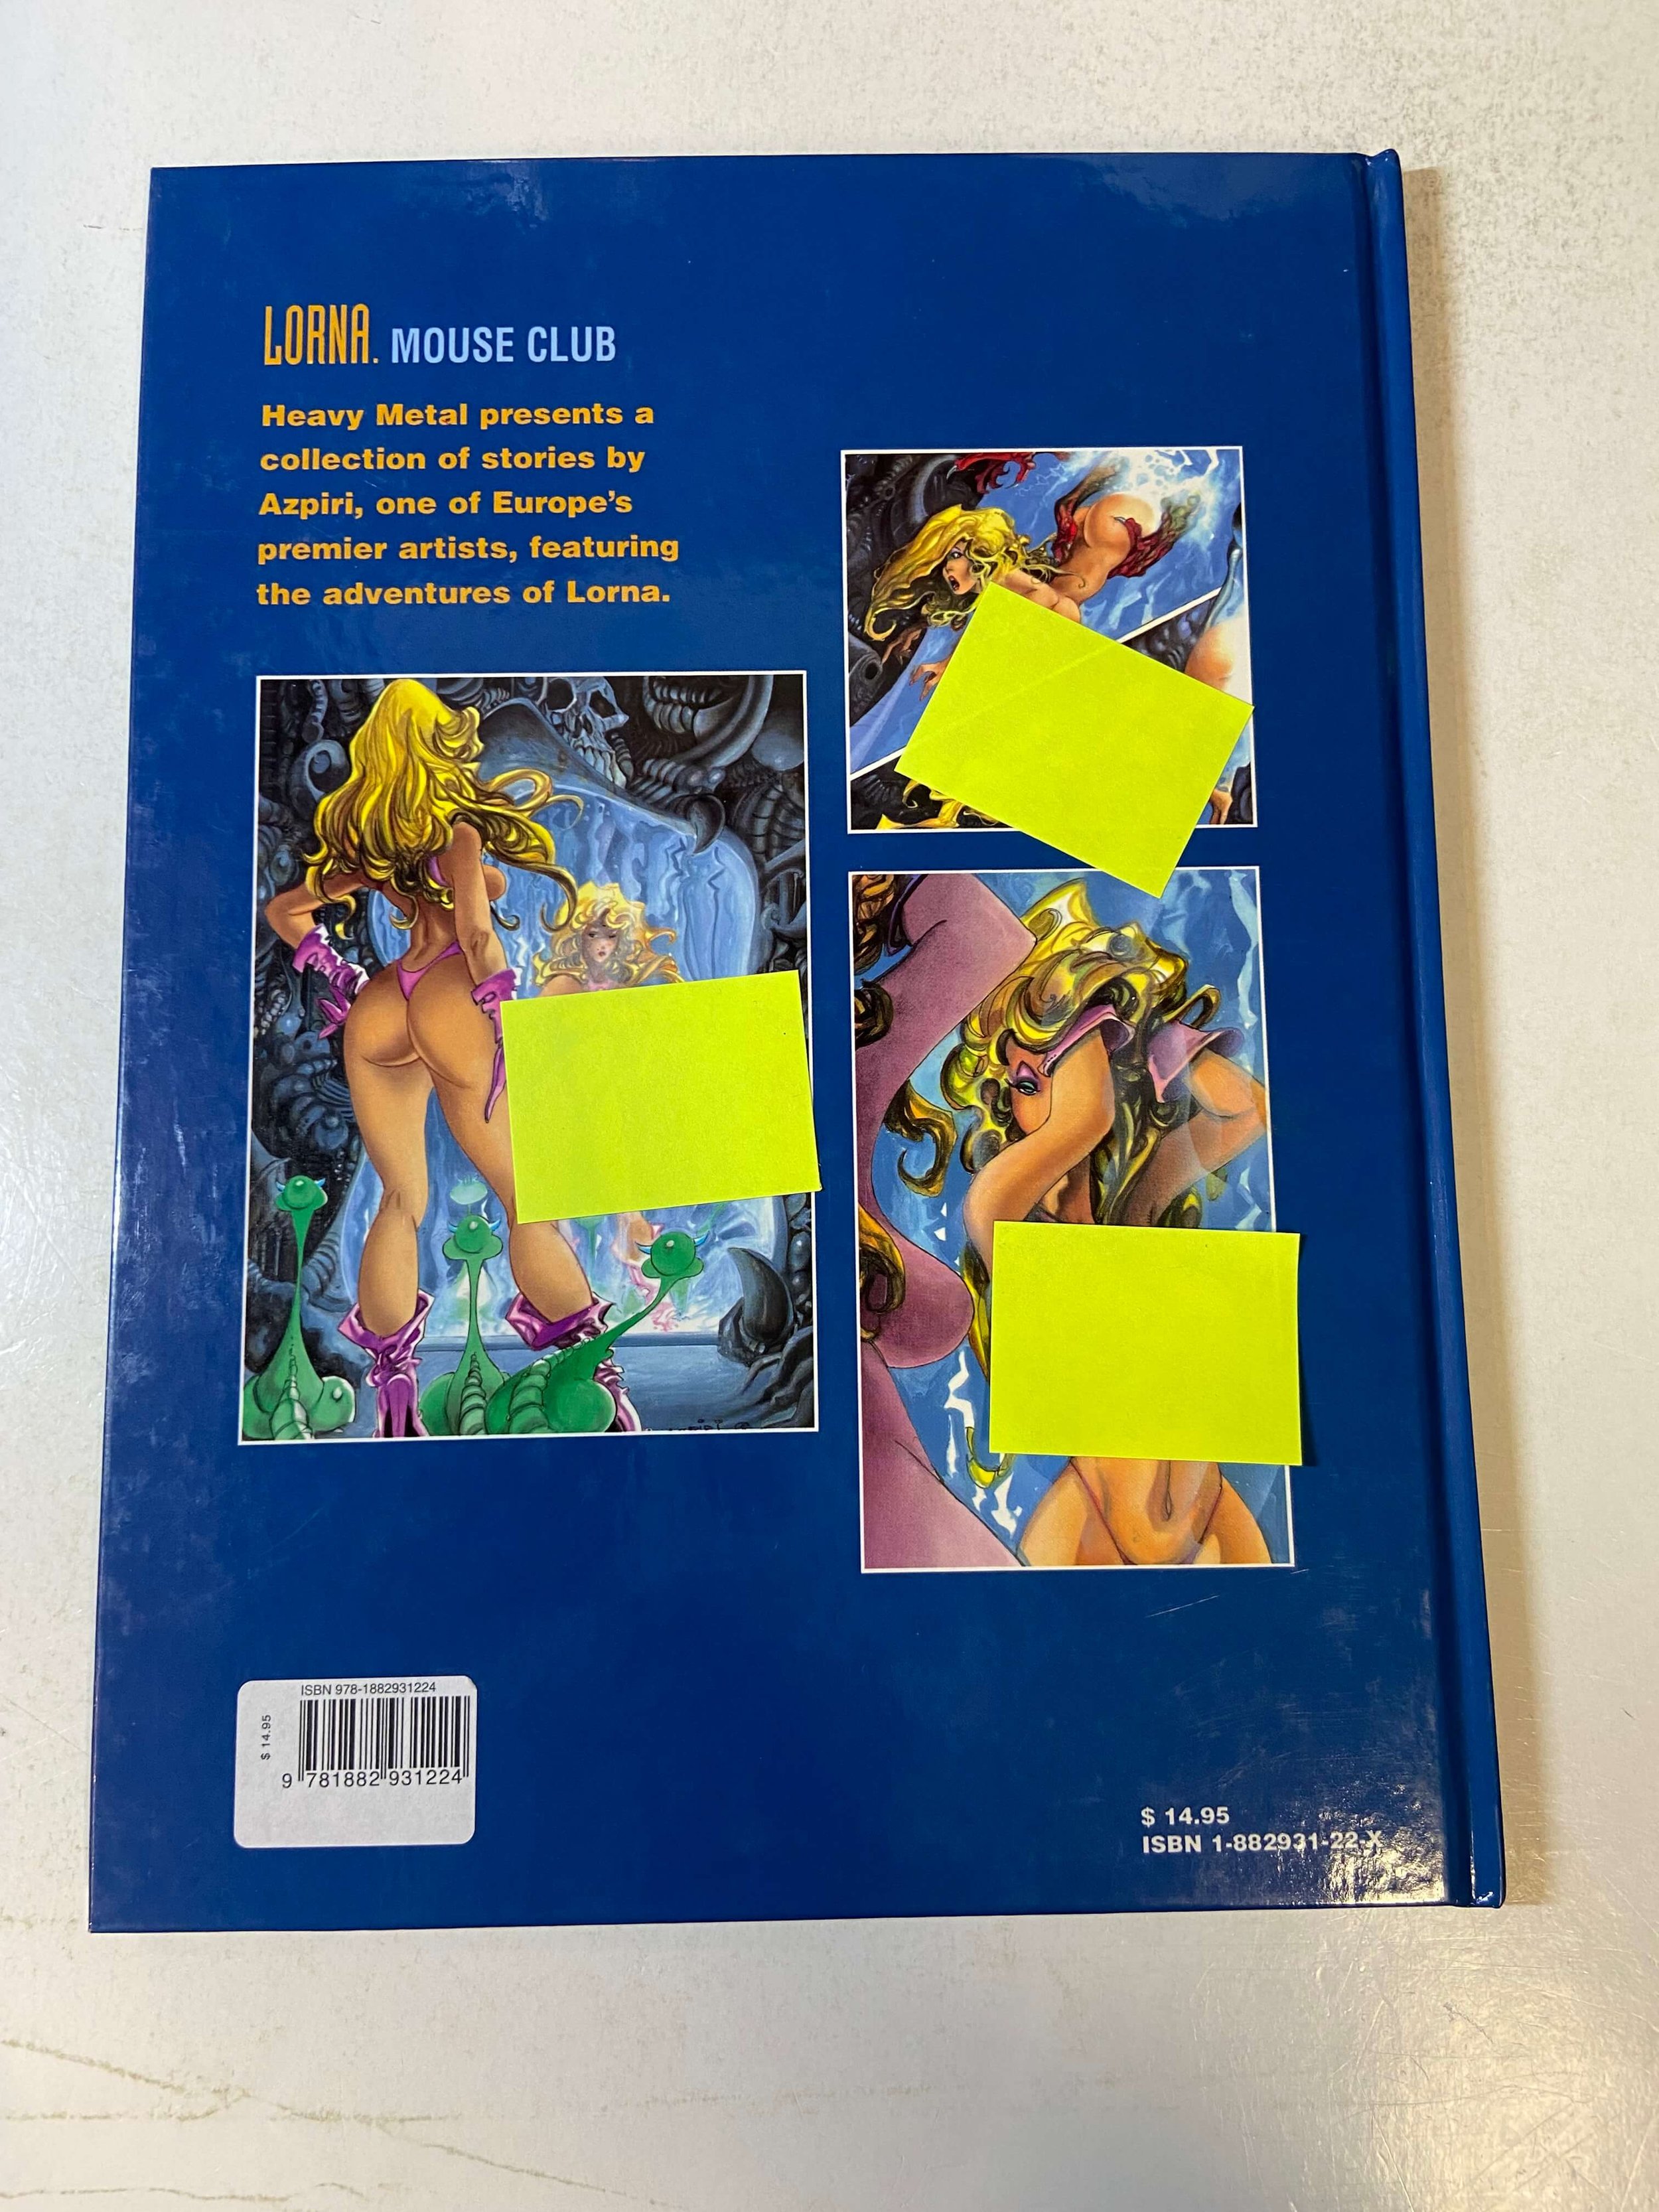 LORNA. MOUSE CLUB
Heavy Metal presents a
collection of stories by
Azpiri, one of Europe's
premier artists, featuring
the adventures of Lorna.
ISBN 978-1882931224
$ 14.95
9 781882 931224
$ 14.95
ISBN 1-882931-22-X